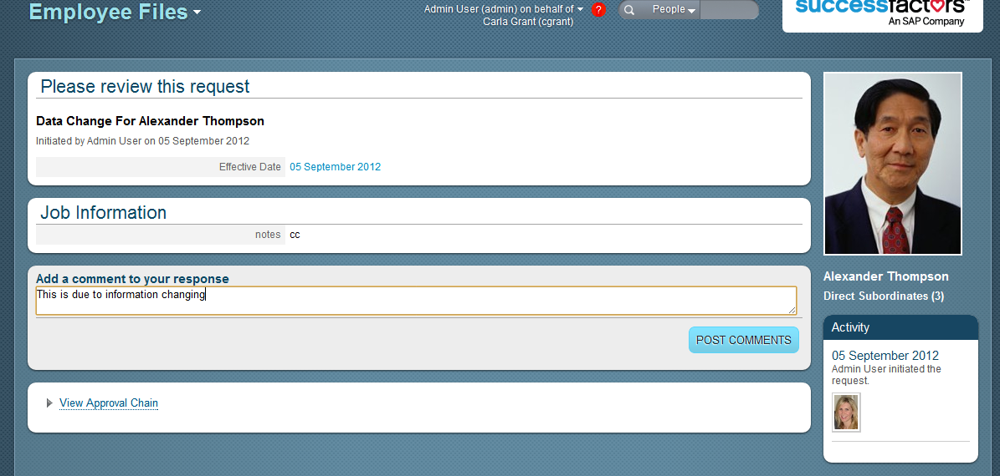 Employee Files
Admin User (admin) on behalf of
Carla Grant (cgrant)
?
People
successfactors™
An SAP Company
Please review this request
Data Change For Alexander Thompson
Initiated by Admin User on 05 September 2012
Effective Date 05 September 2012
Job Information
notes cc
Add a comment to your response
This is due to information changing
POST COMMENTS
View Approval Chain
Alexander Thompson
Direct Subordinates (3)
Activity
05 September 2012
Admin User initiated the
request.